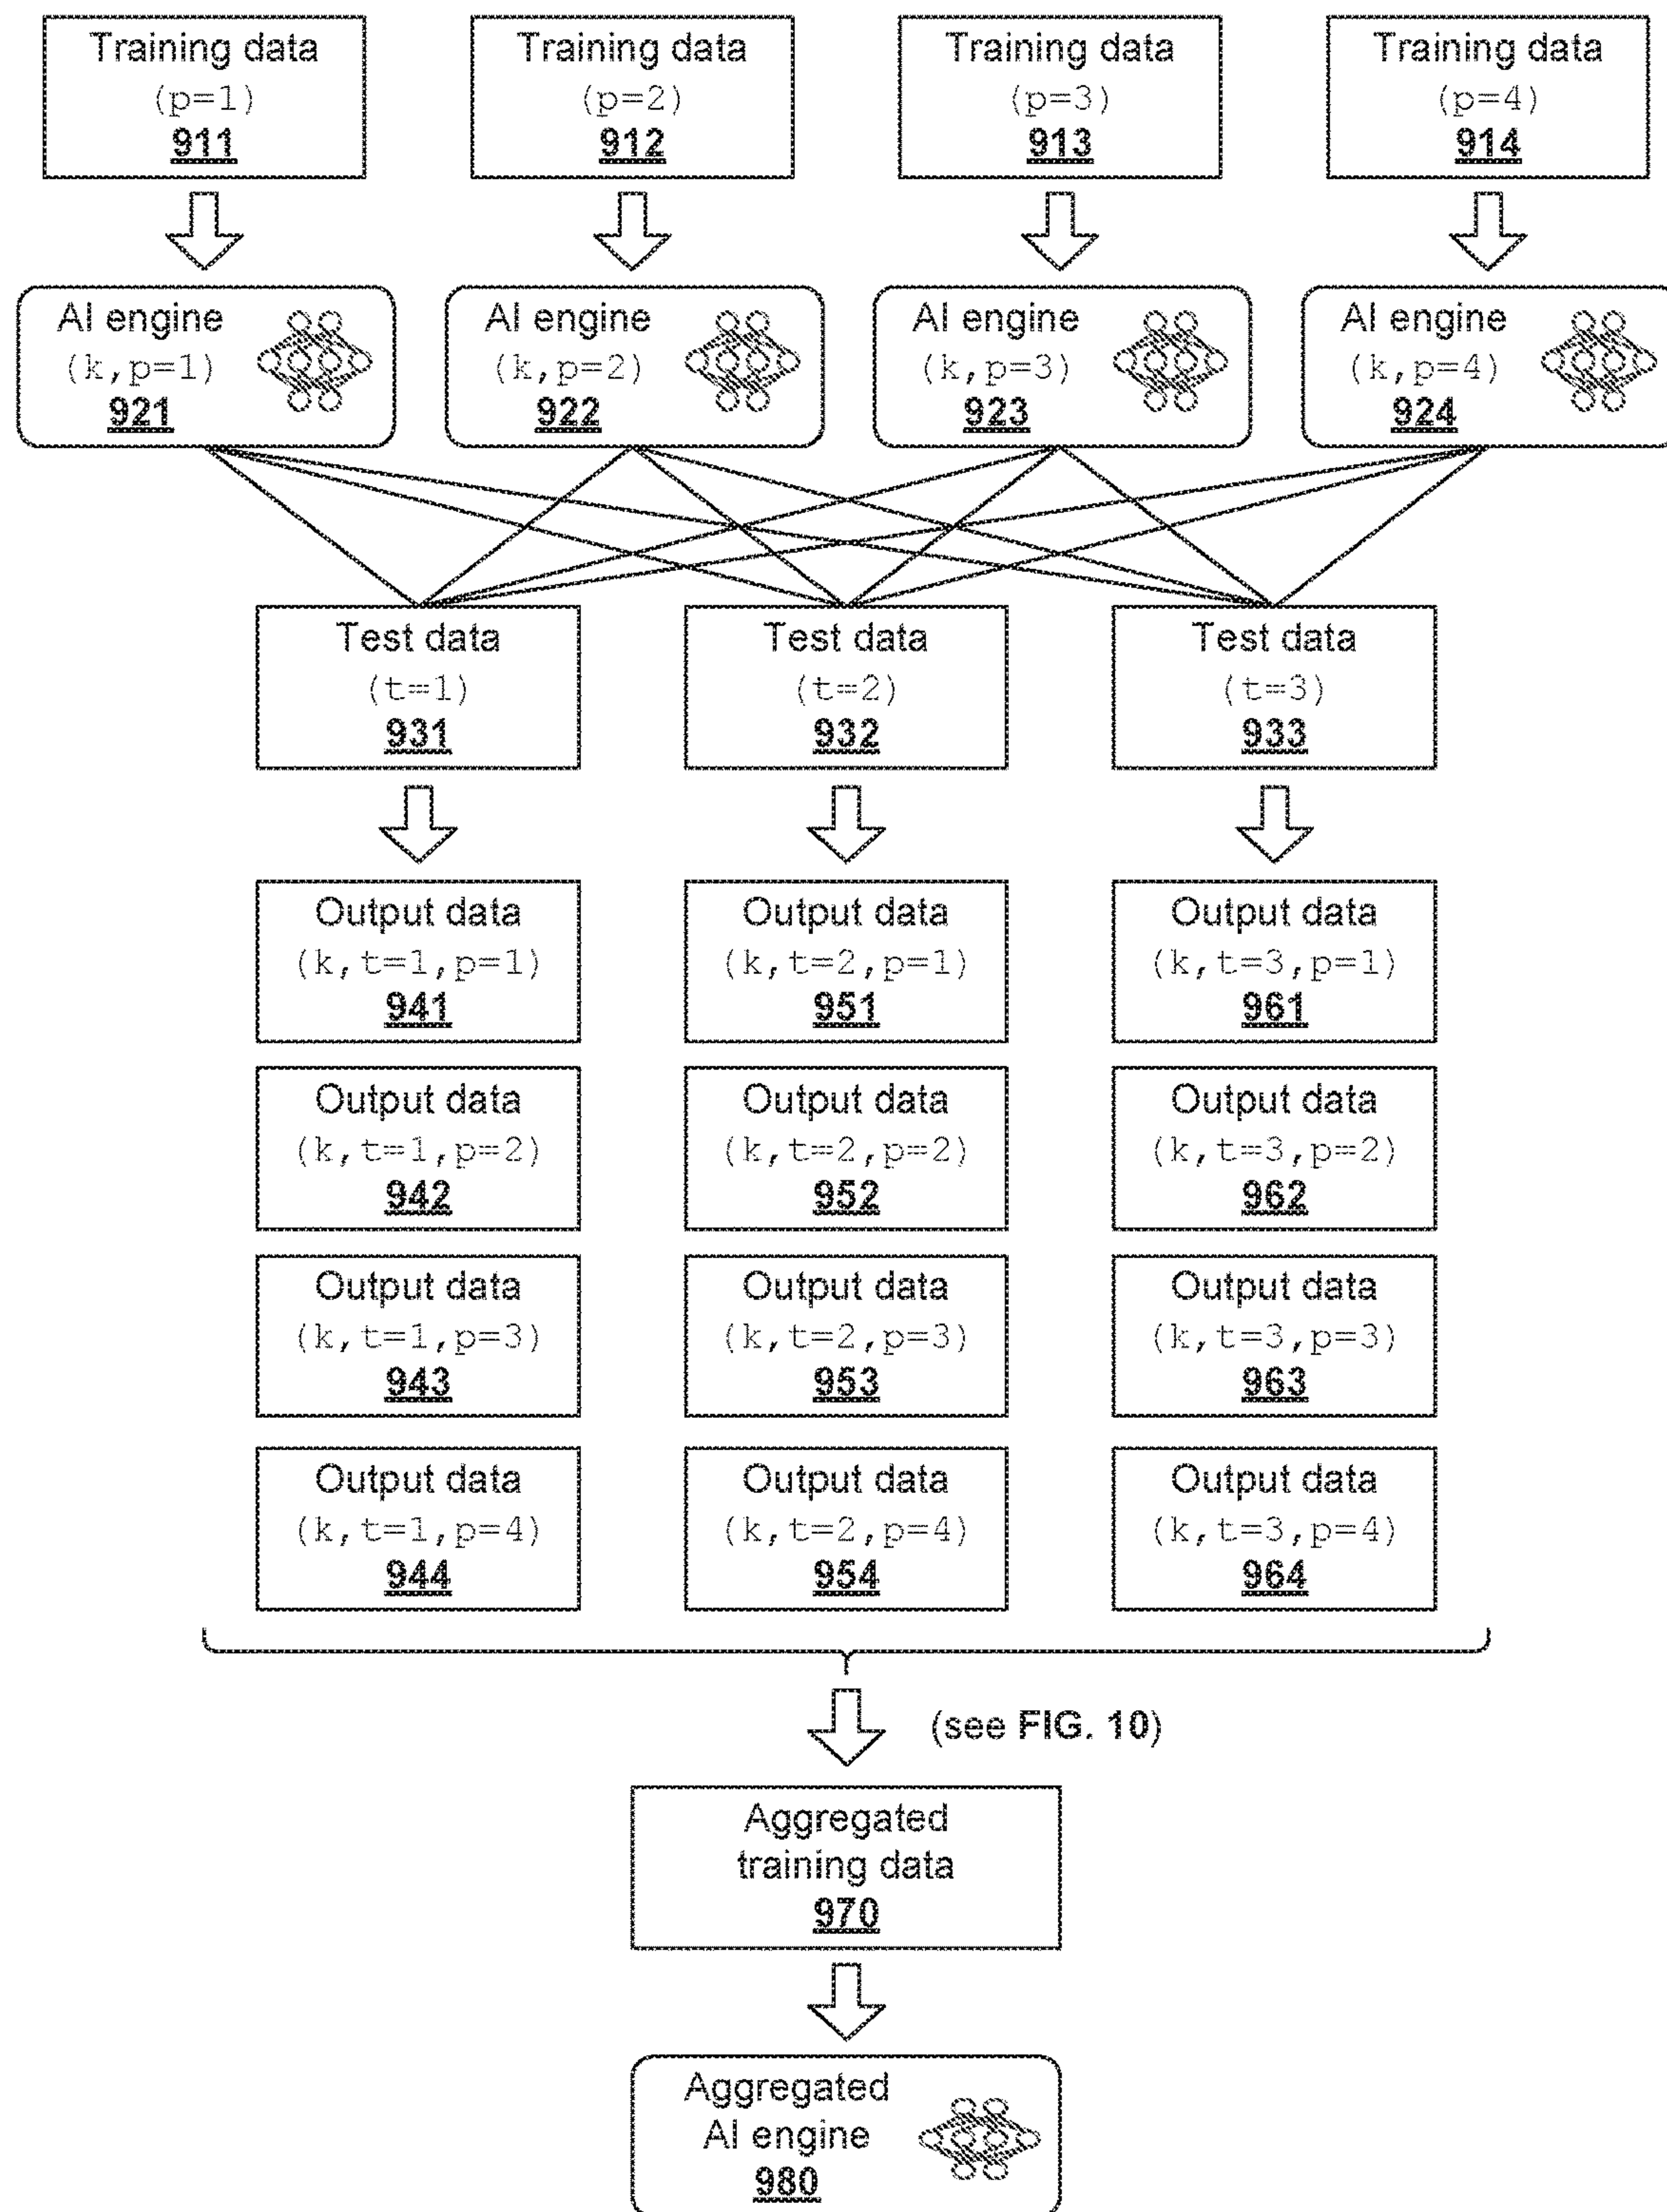 Training data
(p=1)
911
Training data
(p=2)
912
Training data
(p=3)
913
Training data
(p=4)
914
AI engine
(k,p=1)
921
AI engine
(k,p=2)
922
AI engine
(k,p=3)
923
AI engine
(k,p=4)
924
Test data
(t=1)
931
Test data
(t=2)
932
Test data
(t=3)
933
Output data
(k,t=1,p=1)
941
Output data
(k,t=2,p=1)
951
Output data
(k,t=3,p=1)
961
Output data
(k,t=1,p=2)
942
Output data
(k,t=2,p=2)
952
Output data
(k,t=3,p=2)
962
Output data
(k,t=1,p=3)
943
Output data
(k,t=2,p=3)
953
Output data
(k,t=3,p=3)
963
Output data
(k,t=1,p=4)
944
Output data
(k,t=2,p=4)
954
Output data
(k,t=3,p=4)
964
(see FIG. 10)
Aggregated
training data
970
Aggregated
AI engine
980